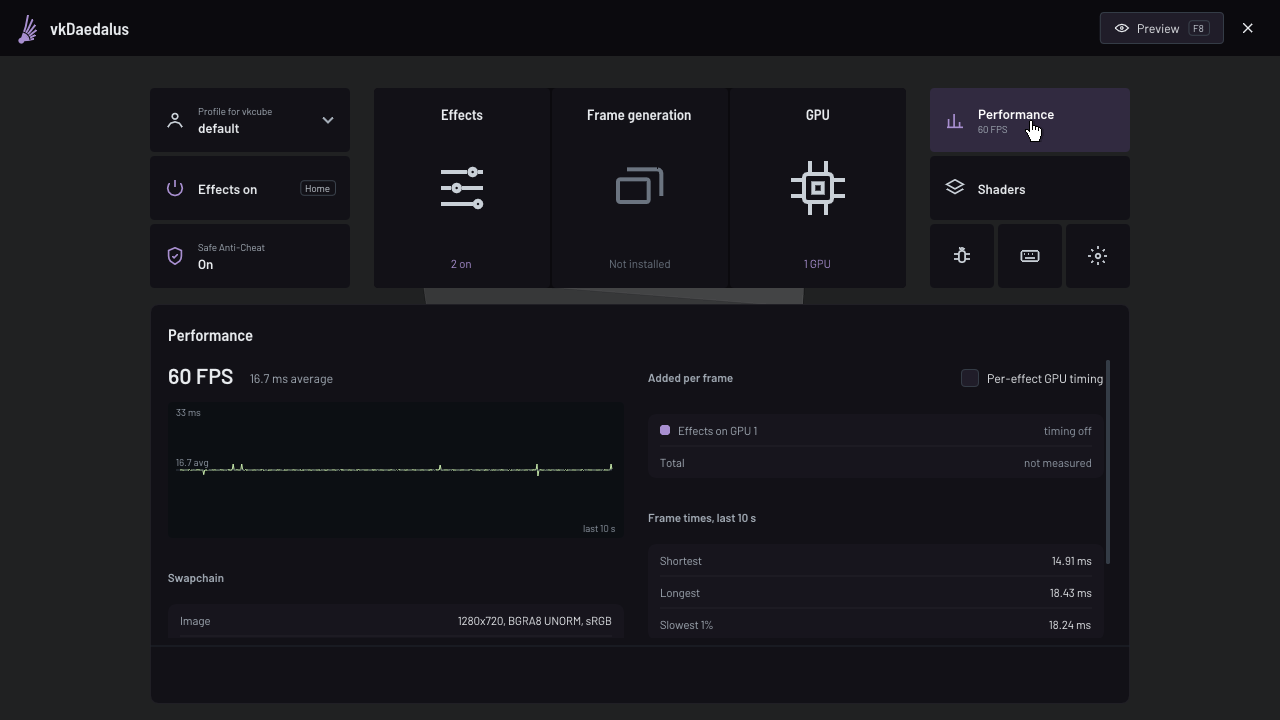 vkDaedalus
Preview F8
Profile for vkcube
default
Effects on Home
Safe Anti-Cheat
On
Effects
2 on
Frame generation
Not installed
GPU
1 GPU
Performance
60 FPS
Shaders
Performance
60 FPS 16.7 ms average
33 ms
16.7 avg
last 10 s
Swapchain
Image 1280x720, BGRA8 UNORM, sRGB
Added per frame Per-effect GPU timing
Effects on GPU 1 timing off
Total not measured
Frame times, last 10 s
Shortest 14.91 ms
Longest 18.43 ms
Slowest 1% 18.24 ms